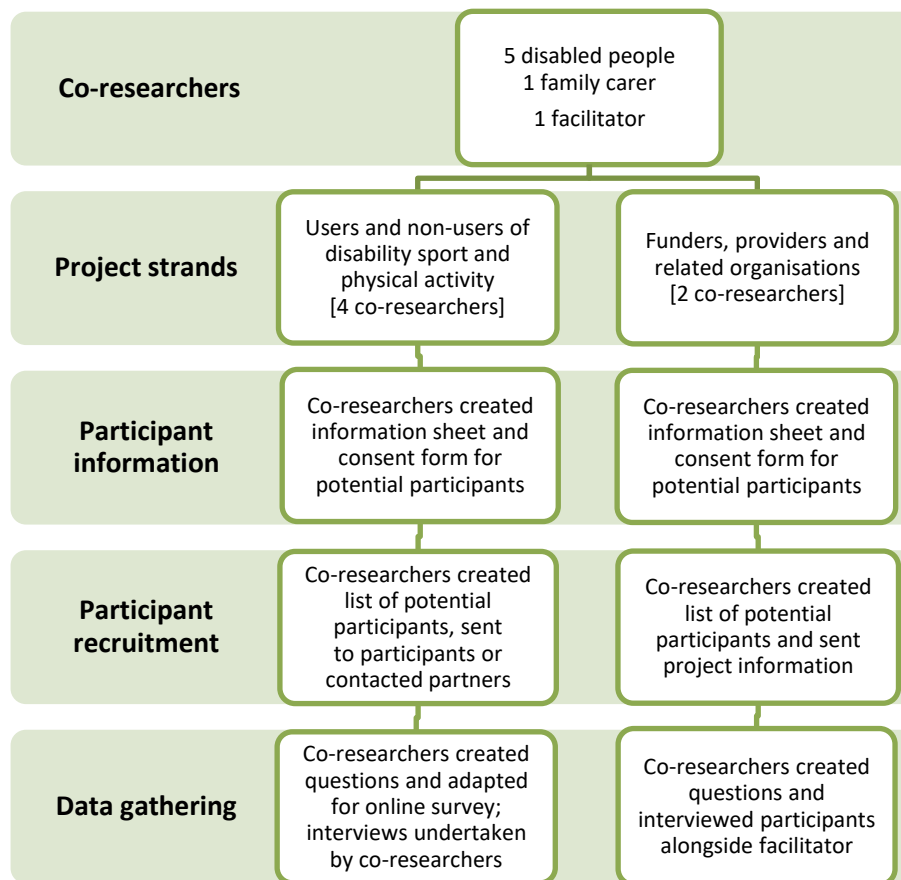 Co-researchers
5 disabled people
1 family carer
1 facilitator
Project strands
Users and non-users of
disability sport and
physical activity
[4 co-researchers]
Funders, providers and
related organisations
[2 co-researchers]
Participant
information
Co-researchers created
information sheet and
consent form for
potential participants
Co-researchers created
information sheet and
consent form for
potential participants
Participant
recruitment
Co-researchers created
list of potential
participants, sent
to participants or
contacted partners
Co-researchers created
list of potential
participants and sent
project information
Data gathering
Co-researchers created
questions and adapted
for online survey;
interviews undertaken
by co-researchers
Co-researchers created
questions and
interviewed participants
alongside facilitator